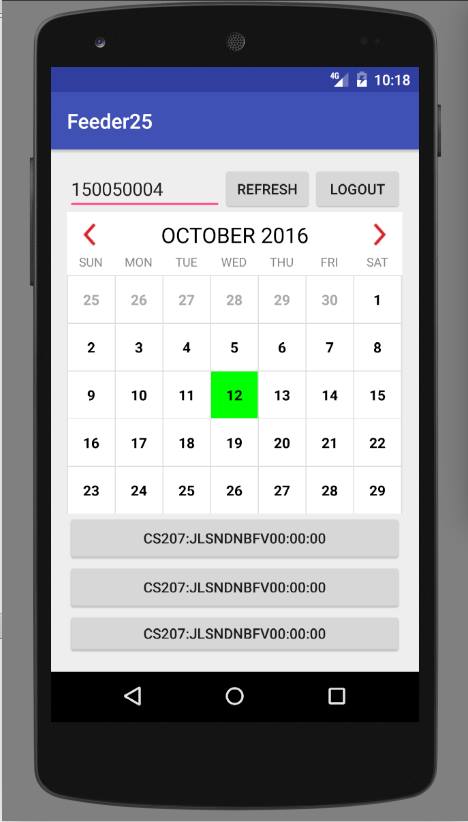 4G 10:18
Feeder25
150050004 REFRESH LOGOUT
OCTOBER 2016
SUN MON TUE WED THU FRI SAT
25 26 27 28 29 30 1
2 3 4 5 6 7 8
9 10 11 12 13 14 15
16 17 18 19 20 21 22
23 24 25 26 27 28 29
CS207:JLSNDNBFV00:00:00
CS207:JLSNDNBFV00:00:00
CS207:JLSNDNBFV00:00:00